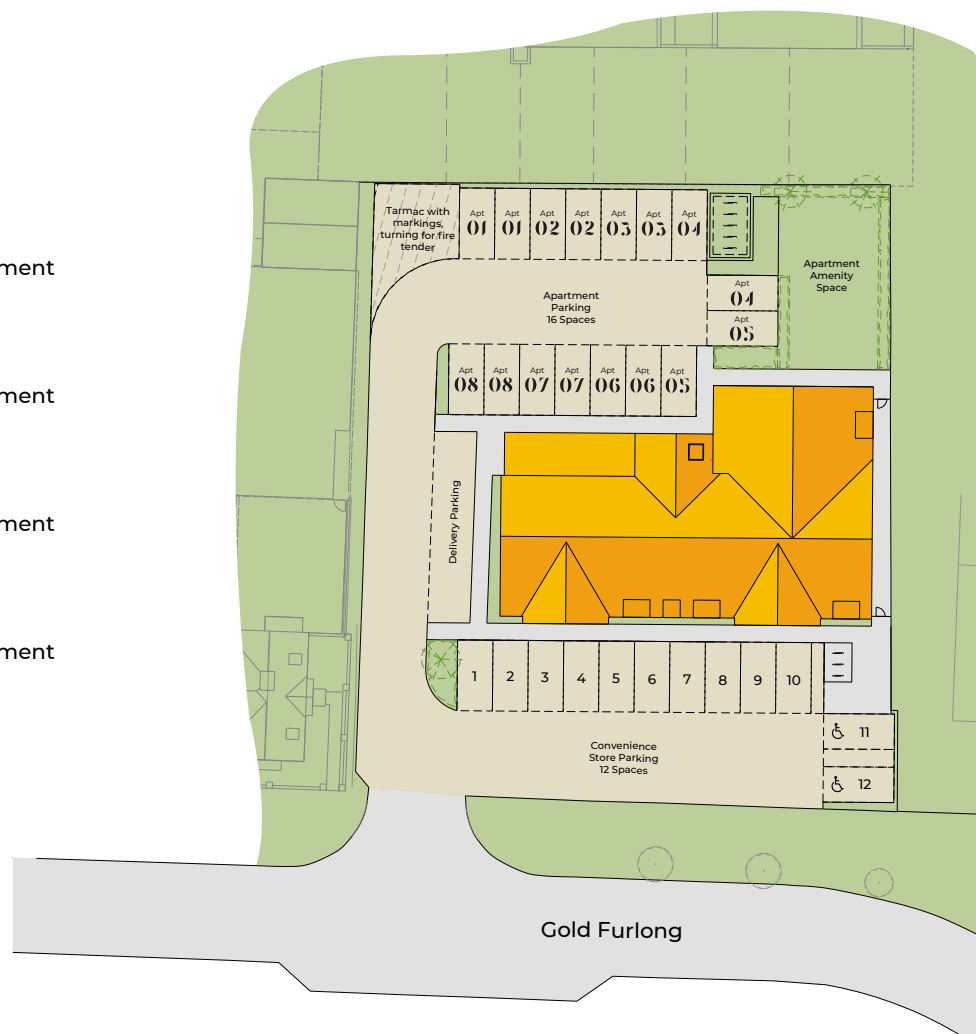 ment
ment
ment
ment
Tarmac with
markings,
turning for fire
tender
Apt
01
Apt
01
Apt
02
Apt
02
Apt
03
Apt
03
Apt
04
Apt
04
Apt
05
Apartment
Amenity
Space
Apartment
Parking
16 Spaces
Apt
08
Apt
08
Apt
07
Apt
07
Apt
06
Apt
06
Apt
05
Delivery Parking
1
2
3
4
5
6
7
8
9
10
11
12
Convenience
Store Parking
12 Spaces
Gold Furlong